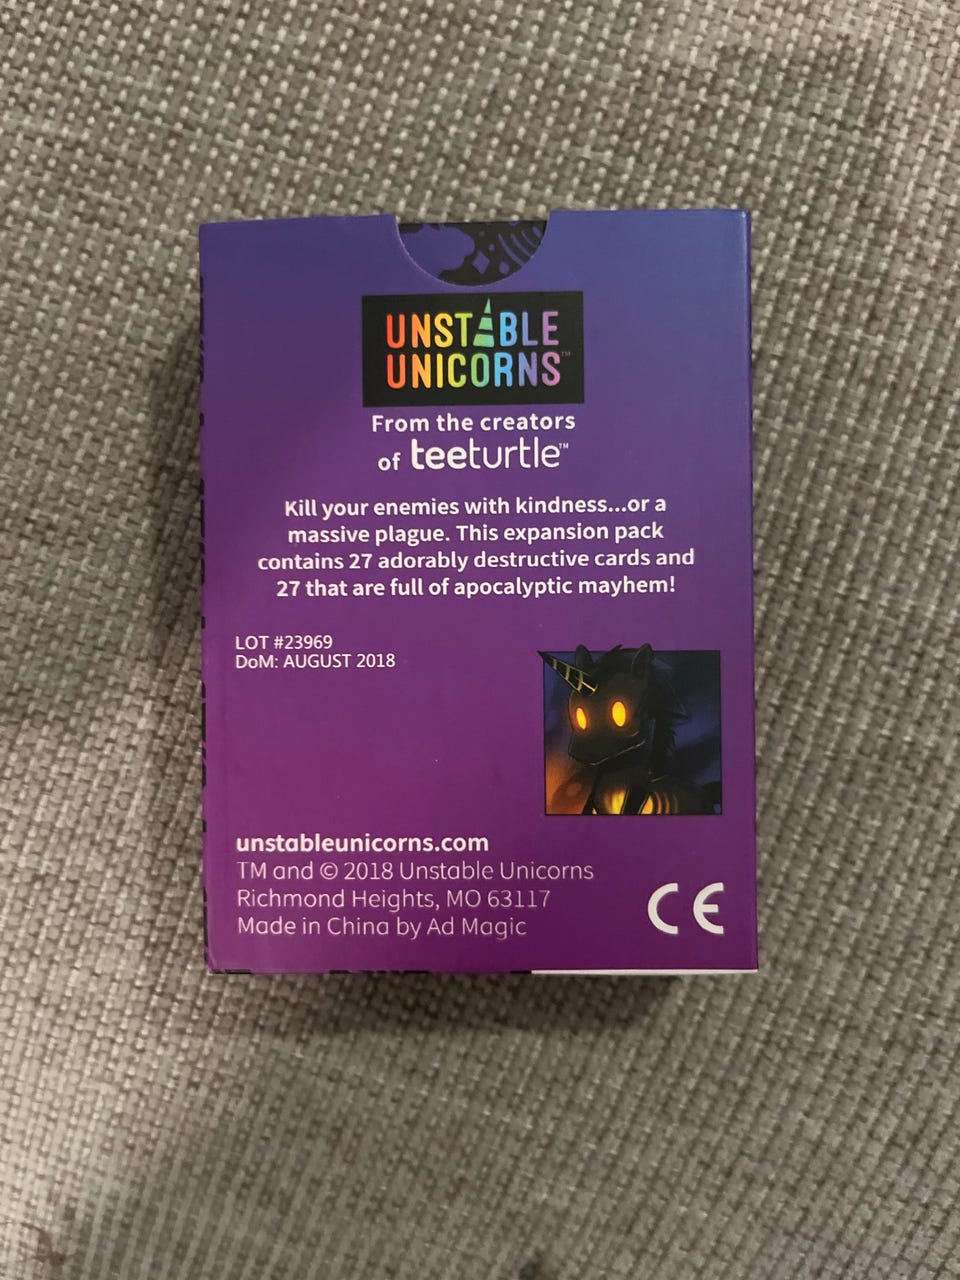 UNSTABLE
UNICORNS™
From the creators
of teeturtle™
Kill your enemies with kindness...or a
massive plague. This expansion pack
contains 27 adorably destructive cards and
27 that are full of apocalyptic mayhem!
LOT #23969
DoM: AUGUST 2018
unstableunicorns.com
TM and © 2018 Unstable Unicorns
Richmond Heights, MO 63117
Made in China by Ad Magic
CE